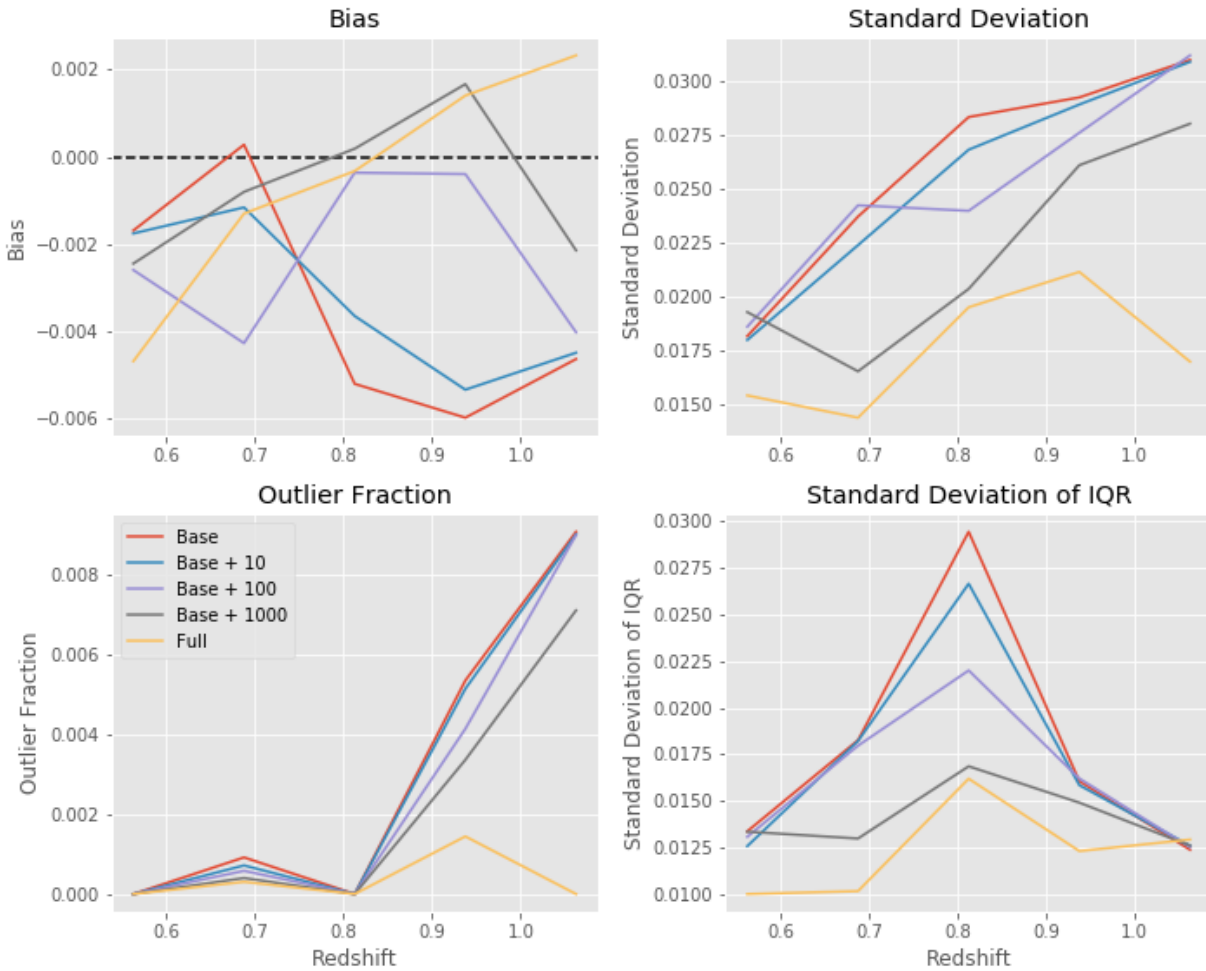 Bias
Bias
0.002
0.000
−0.002
−0.004
−0.006
0.6 0.7 0.8 0.9 1.0
Standard Deviation
Standard Deviation
0.0300
0.0275
0.0250
0.0225
0.0200
0.0175
0.0150
0.6 0.7 0.8 0.9 1.0
Outlier Fraction
Outlier Fraction
0.008
0.006
0.004
0.002
0.000
Base
Base + 10
Base + 100
Base + 1000
Full
0.6 0.7 0.8 0.9 1.0
Redshift
Standard Deviation of IQR
Standard Deviation of IQR
0.0300
0.0275
0.0250
0.0225
0.0200
0.0175
0.0150
0.0125
0.0100
0.6 0.7 0.8 0.9 1.0
Redshift